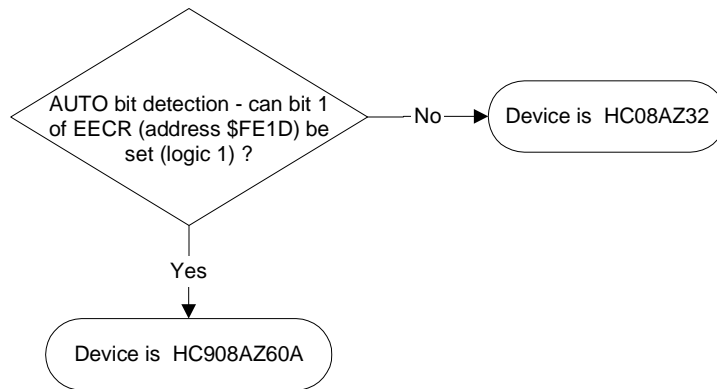 AUTO bit detection - can bit 1
of EECR (address $FE1D) be
set (logic 1) ?
No
Device is HC08AZ32
Yes
Device is HC908AZ60A